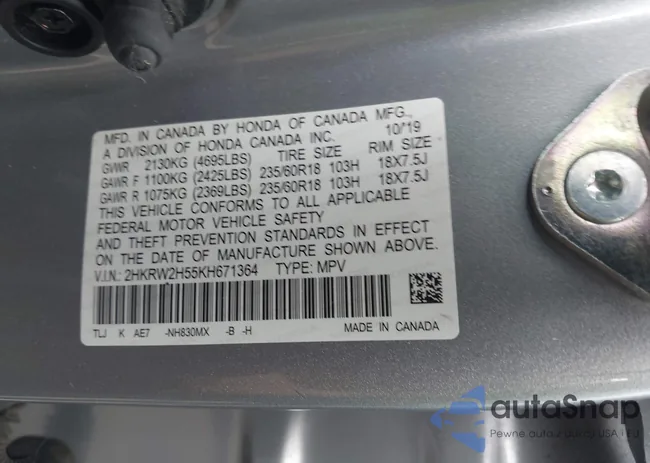 MFD. IN CANADA BY HONDA OF CANADA MFG.,
A DIVISION OF HONDA CANADA INC. 10/'19
GVWR 2130KG (4695LBS) TIRE SIZE RIM SIZE
GAWR F 1100KG (2425LBS) 235/60R18 103H 18X7.5J
GAWR R 1075KG (2369LBS) 235/60R18 103H 18X7.5J
THIS VEHICLE CONFORMS TO ALL APPLICABLE
FEDERAL MOTOR VEHICLE SAFETY
AND THEFT PREVENTION STANDARDS IN EFFECT
ON THE DATE OF MANUFACTURE SHOWN ABOVE.
V.I.N.: 2HKRW2H55KH671364 TYPE: MPV
TLJ K AE7 -NH830MX -B -H MADE IN CANADA
autoSnap
Pewne auto z USA